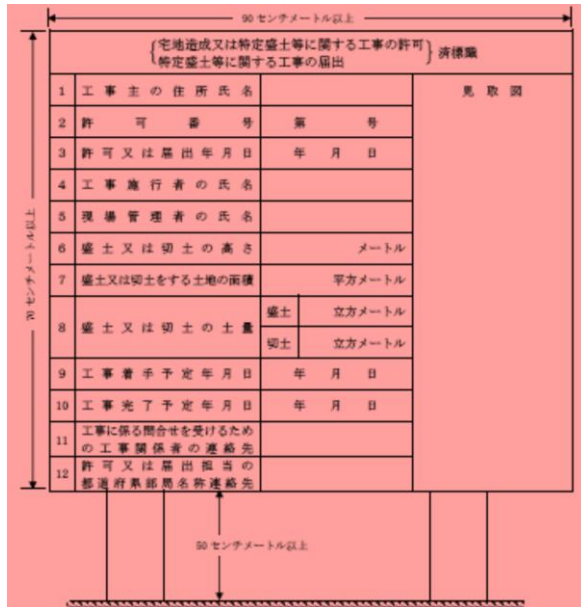 90 センチメートル以上
宅地造成又は特定盛土等に関する工事の許可
特定盛土等に関する工事の届出
済標識
1 工事主の住所氏名
見取図
2 許可番号 第 号
3 許可又は届出年月日 年 月 日
4 工事施行者の氏名
5 現場管理者の氏名
6 盛土又は切土の高さ メートル
7 盛土又は切土をする土地の面積 平方メートル
8 盛土又は切土の土量
盛土 立方メートル
切土 立方メートル
9 工事着手予定年月日 年 月 日
10 工事完了予定年月日 年 月 日
11 工事に係る問合せを受けるため
の工事関係者の連絡先
12 許可又は届出担当の
都道府県部局名称連絡先
70 センチメートル以上
50 センチメートル以上